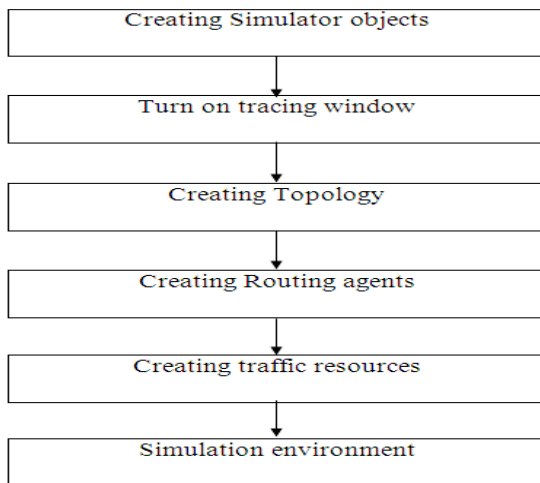 Creating Simulator objects
Turn on tracing window
Creating Topology
Creating Routing agents
Creating traffic resources
Simulation environment